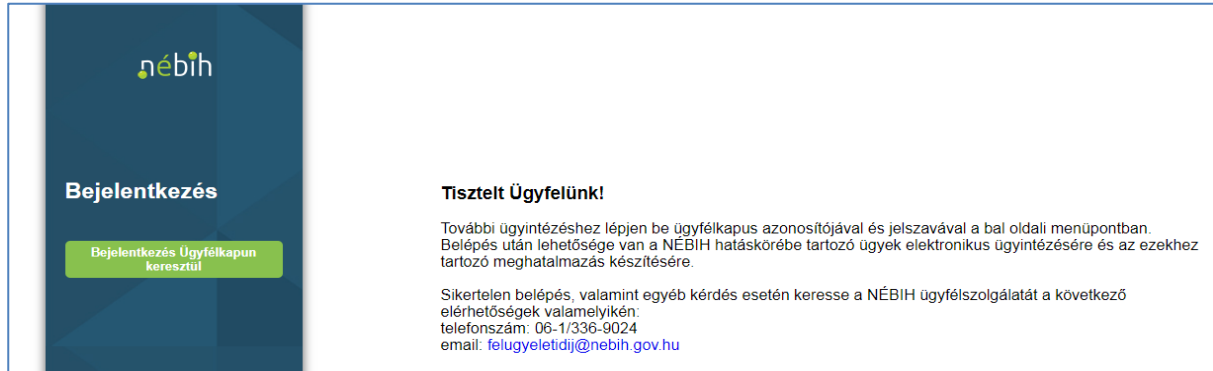 nébih
Bejelentkezés
Bejelentkezés Ügyfélkapun
keresztül
Tisztelt Ügyfelünk!
További ügyintézéshez lépjen be ügyfélkapus azonosítójával és jelszavával a bal oldali menüpontban.
Belépés után lehetősége van a NÉBIH hatáskörébe tartozó ügyek elektronikus ügyintézésére és az ezekhez
tartozó meghatalmazás készítésére.
Sikertelen belépés, valamint egyéb kérdés esetén keresse a NÉBIH ügyfélszolgálatát a következő
elérhetőségek valamelyikén:
telefonszám: 06-1/336-9024
email: felugyeletidij@nebih.gov.hu